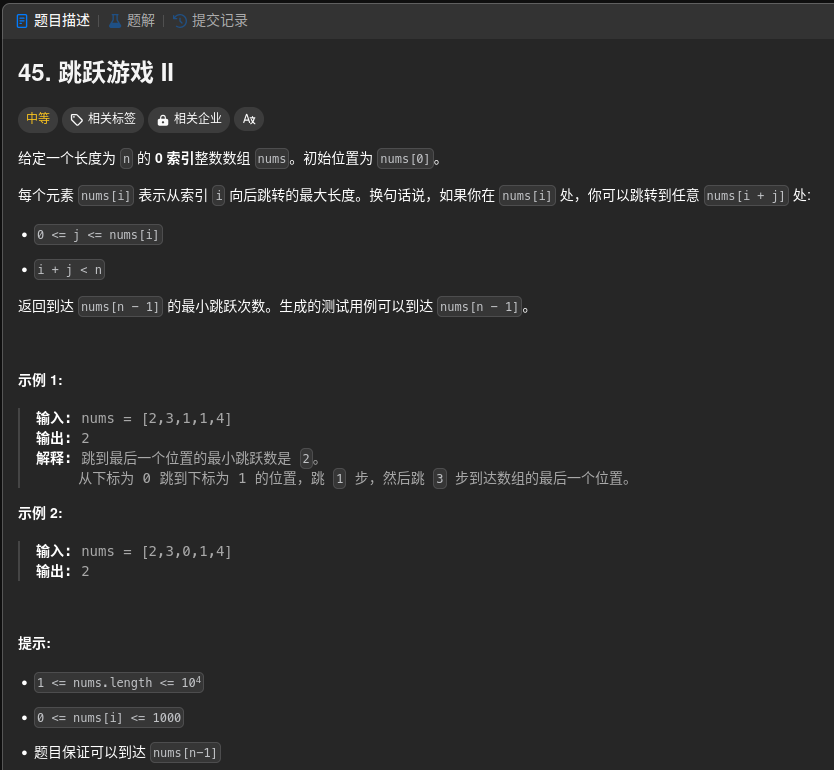 题目描述 | 题解 | 提交记录
45. 跳跃游戏 II
中等 相关标签 相关企业 Aあ
给定一个长度为 n 的 0 索引整数数组 nums。初始位置为 nums[0]。
每个元素 nums[i] 表示从索引 i 向后跳转的最大长度。换句话说，如果你在 nums[i] 处，你可以跳转到任意 nums[i + j] 处:
• 0 <= j <= nums[i]
• i + j < n
返回到达 nums[n - 1] 的最小跳跃次数。生成的测试用例可以到达 nums[n - 1]。
示例 1:
输入: nums = [2,3,1,1,4]
输出: 2
解释: 跳到最后一个位置的最小跳跃数是 2。
从下标为 0 跳到下标为 1 的位置，跳 1 步，然后跳 3 步到达数组的最后一个位置。
示例 2:
输入: nums = [2,3,0,1,4]
输出: 2
提示:
• 1 <= nums.length <= 10⁴
• 0 <= nums[i] <= 1000
• 题目保证可以到达 nums[n-1]